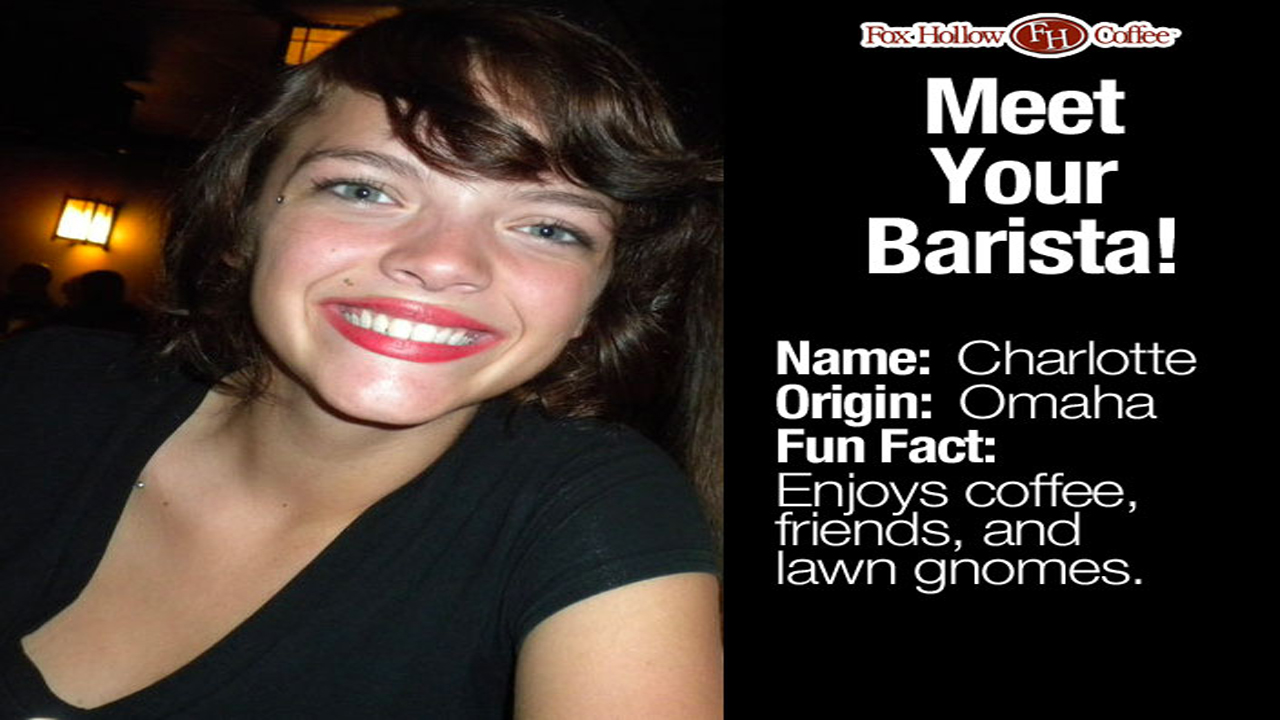 Fox Hollow FH Coffee
Meet
Your
Barista!
Name: Charlotte
Origin: Omaha
Fun Fact:
Enjoys coffee,
friends, and
lawn gnomes.